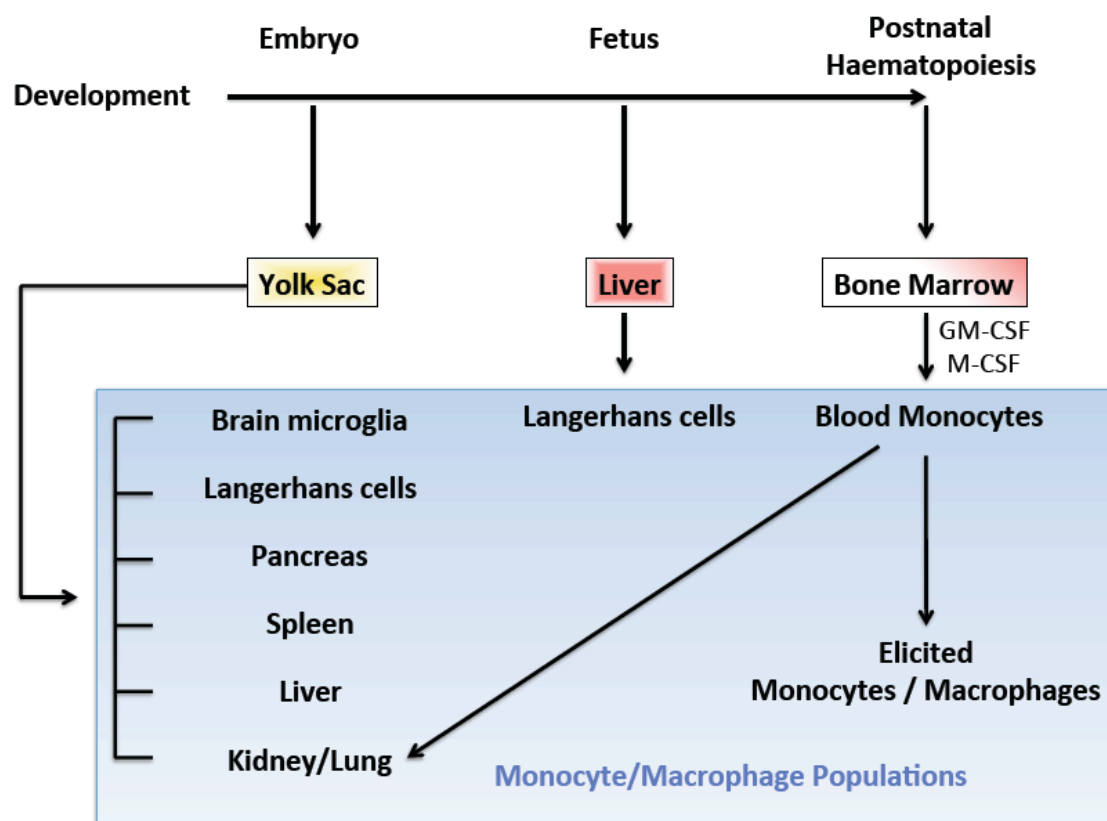 Embryo
Fetus
Postnatal
Haematopoiesis
Development
Yolk Sac
Liver
Bone Marrow
GM-CSF
M-CSF
Brain microglia
Langerhans cells
Blood Monocytes
Langerhans cells
Pancreas
Spleen
Elicited
Monocytes / Macrophages
Liver
Kidney/Lung
Monocyte/Macrophage Populations